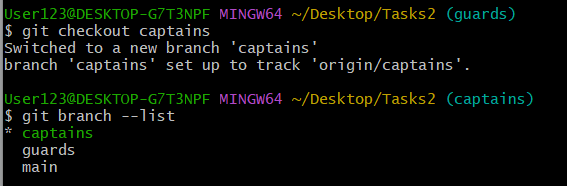 User123@DESKTOP-G7T3NPF MINGW64 ~/Desktop/Tasks2 (guards)
$ git checkout captains
Switched to a new branch 'captains'
branch 'captains' set up to track 'origin/captains'.
User123@DESKTOP-G7T3NPF MINGW64 ~/Desktop/Tasks2 (captains)
$ git branch --list
* captains
guards
main